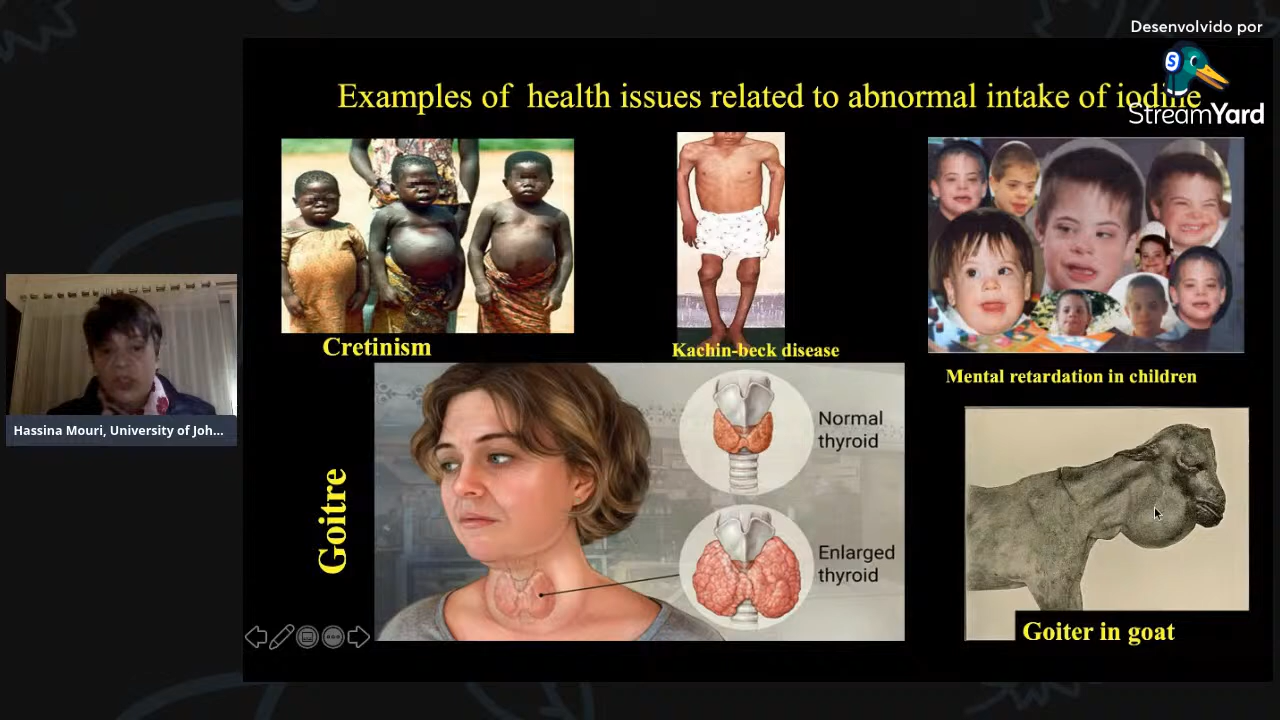 Desenvolvido por
StreamYard
Examples of health issues related to abnormal intake of iodine
Cretinism
Kachin-beck disease
Mental retardation in children
Goitre
Normal
thyroid
Enlarged
thyroid
Goiter in goat
Hassina Mouri, University of Joh...